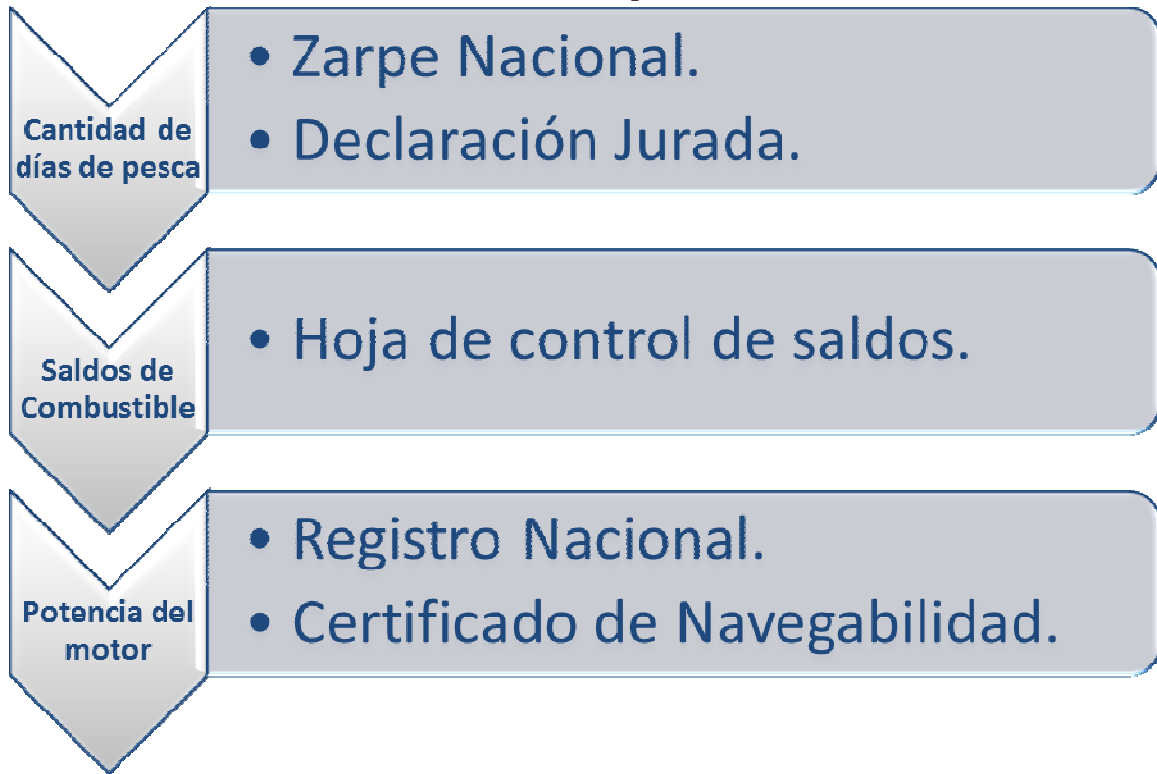 Cantidad de
días de pesca
• Zarpe Nacional.
• Declaración Jurada.
Saldos de
Combustible
• Hoja de control de saldos.
Potencia del
motor
• Registro Nacional.
• Certificado de Navegabilidad.